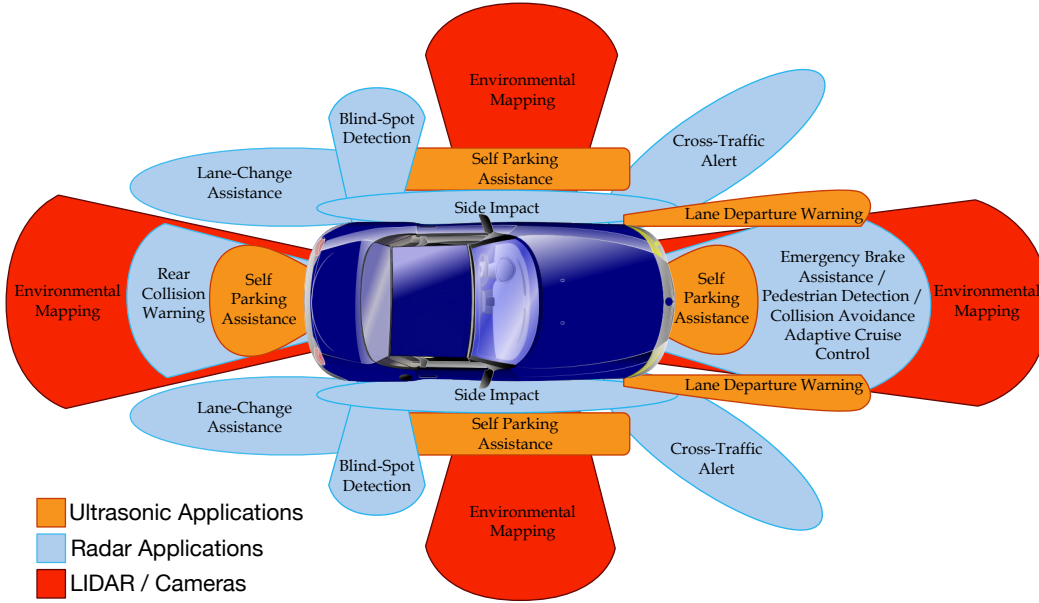 Environmental
Mapping
Blind-Spot
Detection
Cross-Traffic
Alert
Self Parking
Assistance
Lane-Change
Assistance
Side Impact
Lane Departure Warning
Environmental
Mapping
Rear
Collision
Warning
Self
Parking
Assistance
Self
Parking
Assistance
Emergency Brake
Assistance /
Pedestrian Detection /
Collision Avoidance
Adaptive Cruise
Control
Environmental
Mapping
Lane Departure Warning
Side Impact
Lane-Change
Assistance
Self Parking
Assistance
Cross-Traffic
Alert
Blind-Spot
Detection
Environmental
Mapping
Ultrasonic Applications
Radar Applications
LIDAR / Cameras